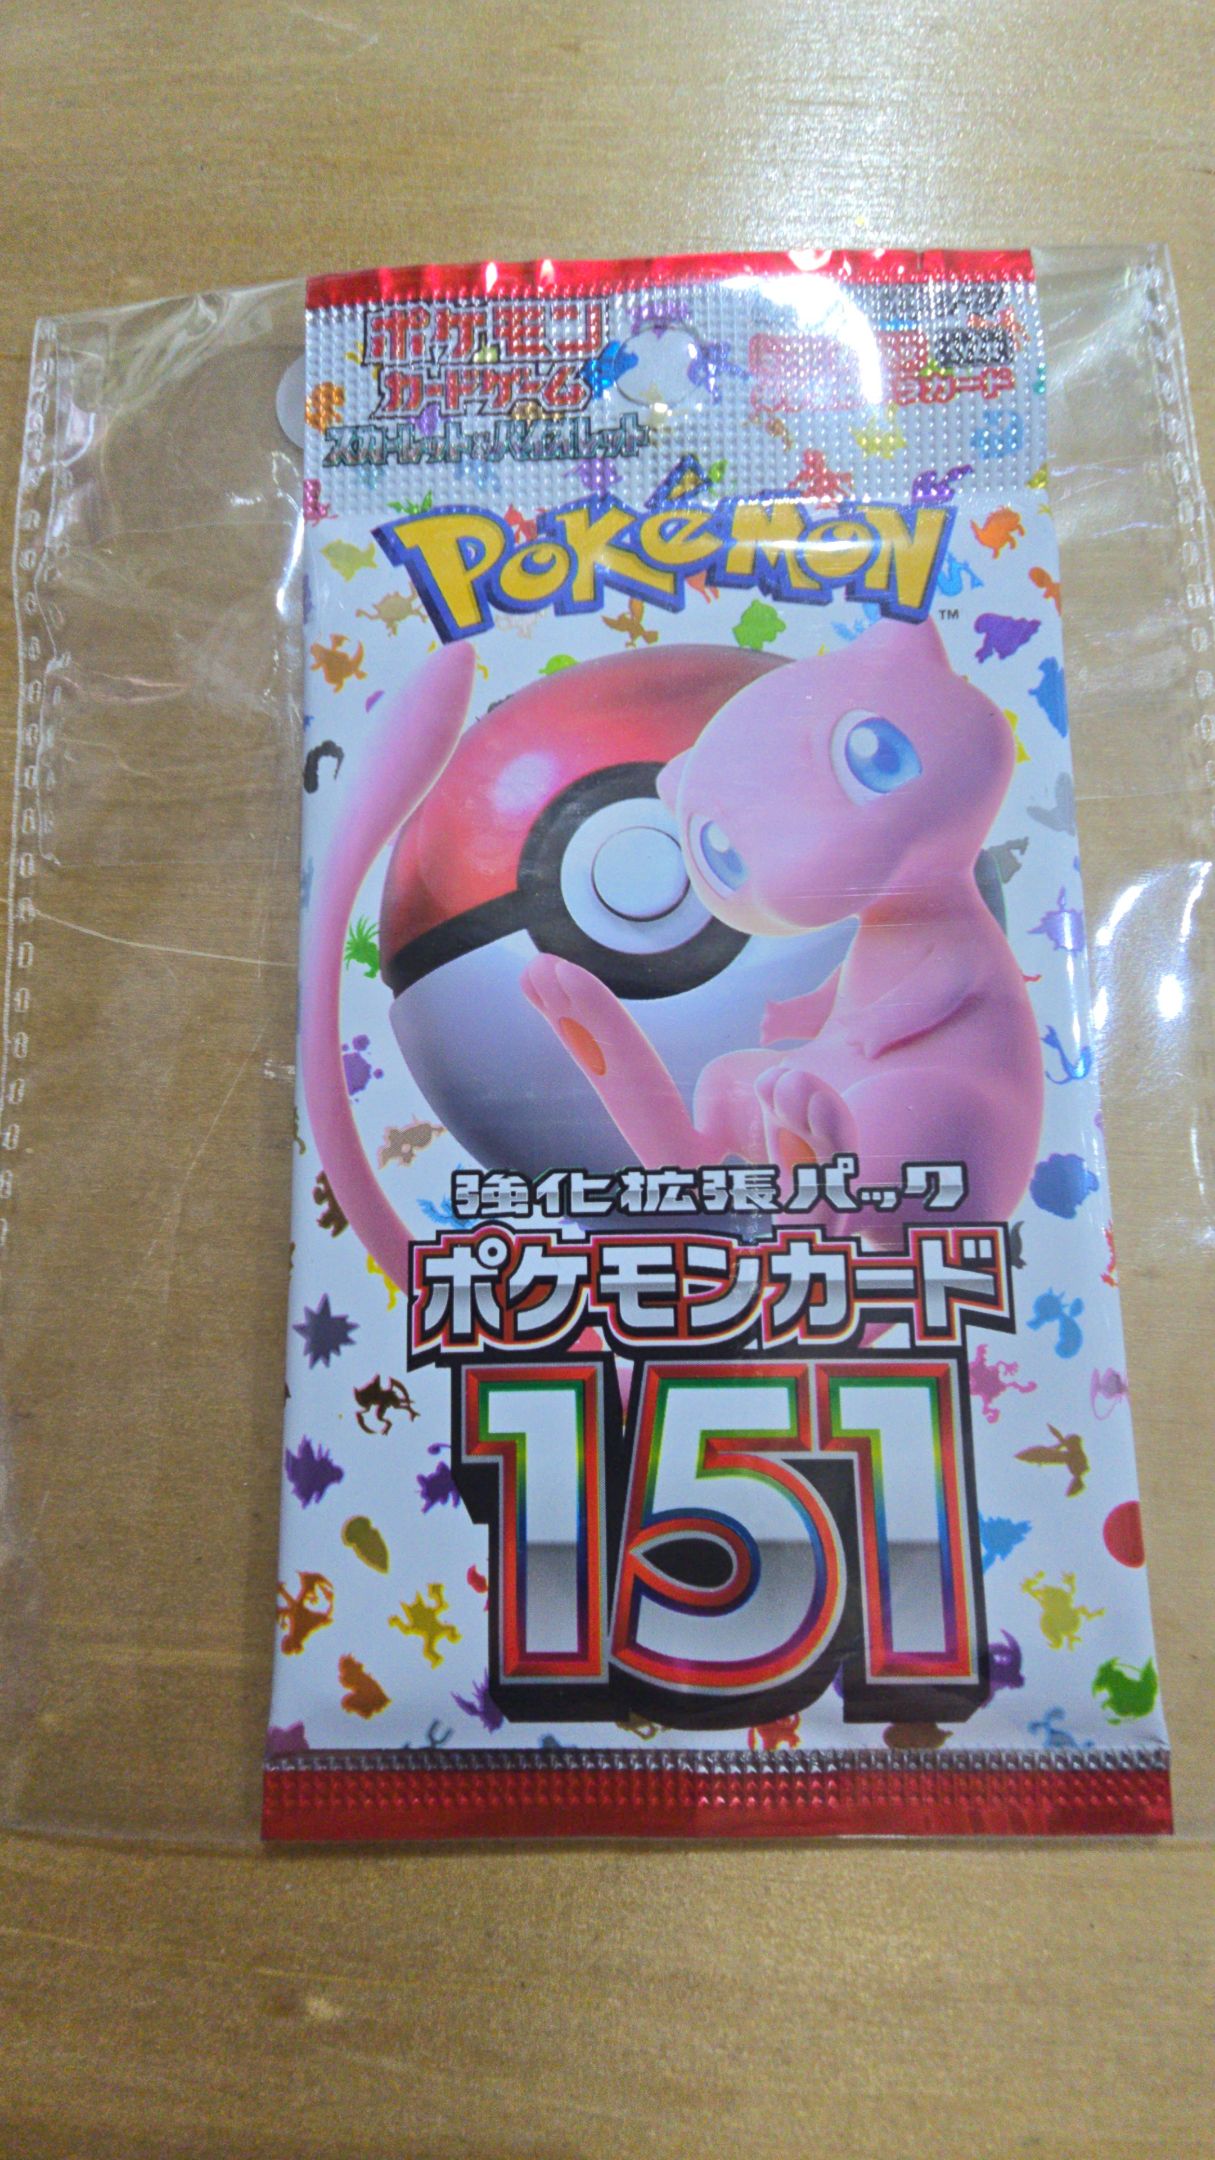 ポケモン
カードゲーム
スカーレット&バイオレット
POKéMON
TM
強化拡張パック
ポケモンカード
151